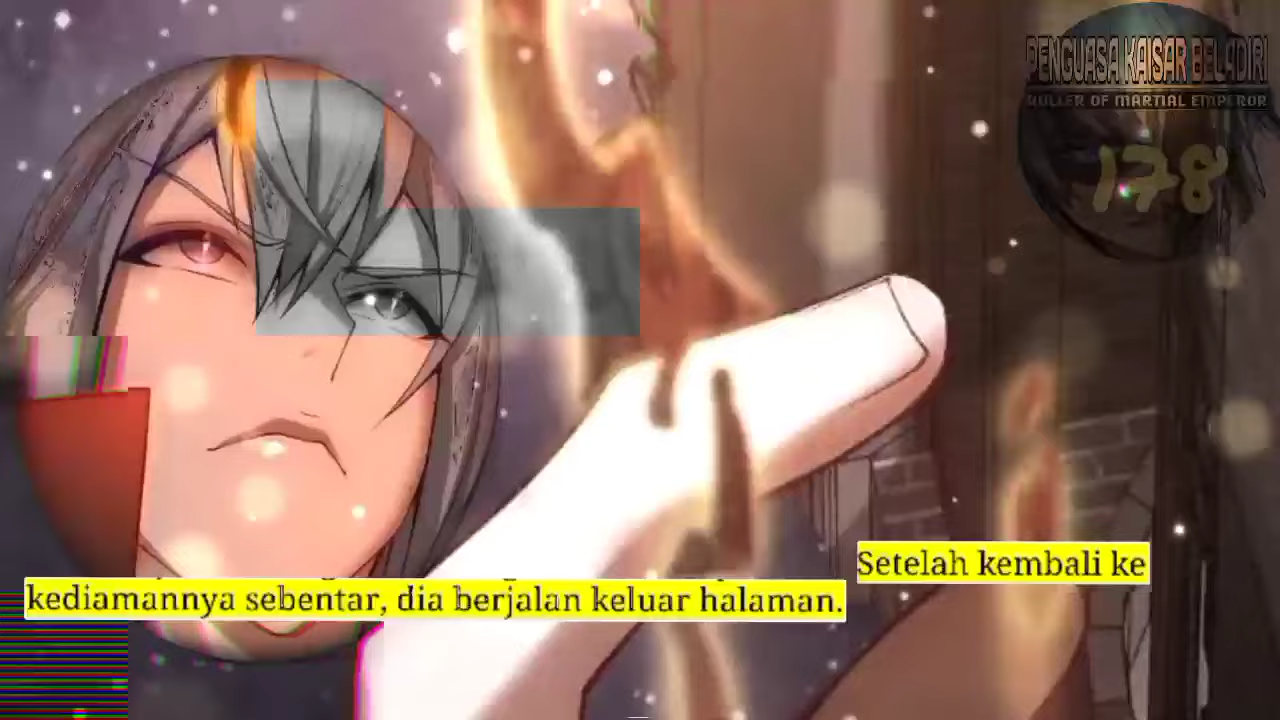 PENGUASA KAISAR BELADIRI
RULLER OF MARTIAL EMPEROR
178
Setelah kembali ke
kediamannya sebentar, dia berjalan keluar halaman.